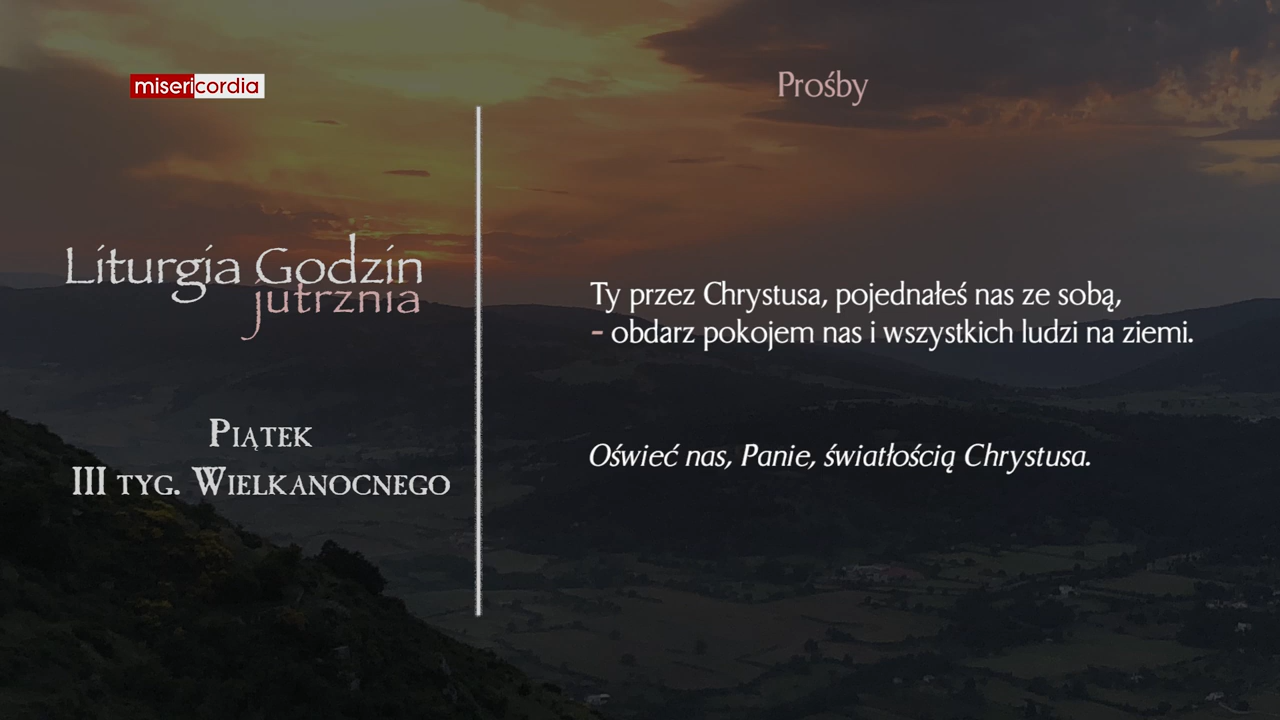 misericordia
Liturgia Godzin
jutrznia
Piątek
III tyg. Wielkanocnego
Prośby
Ty przez Chrystusa, pojednałeś nas ze sobą,
- obdarz pokojem nas i wszystkich ludzi na ziemi.
Oświeć nas, Panie, światłością Chrystusa.